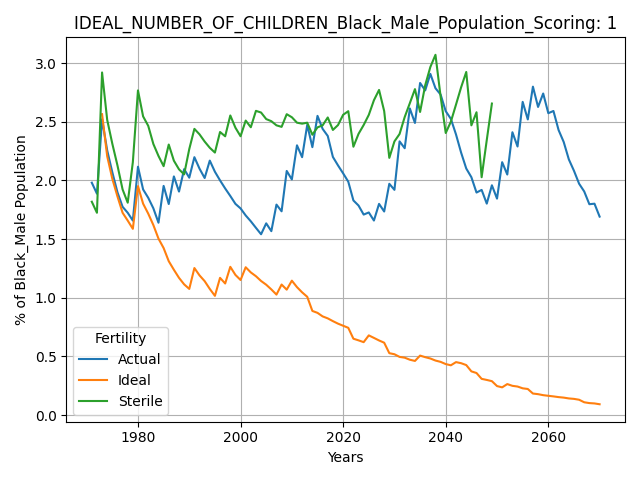 IDEAL_NUMBER_OF_CHILDREN_Black_Male_Population_Scoring: 1
% of Black_Male Population
3.0
2.5
2.0
1.5
1.0
0.5
0.0
Fertility
Actual
Ideal
Sterile
1980 2000 2020 2040 2060
Years